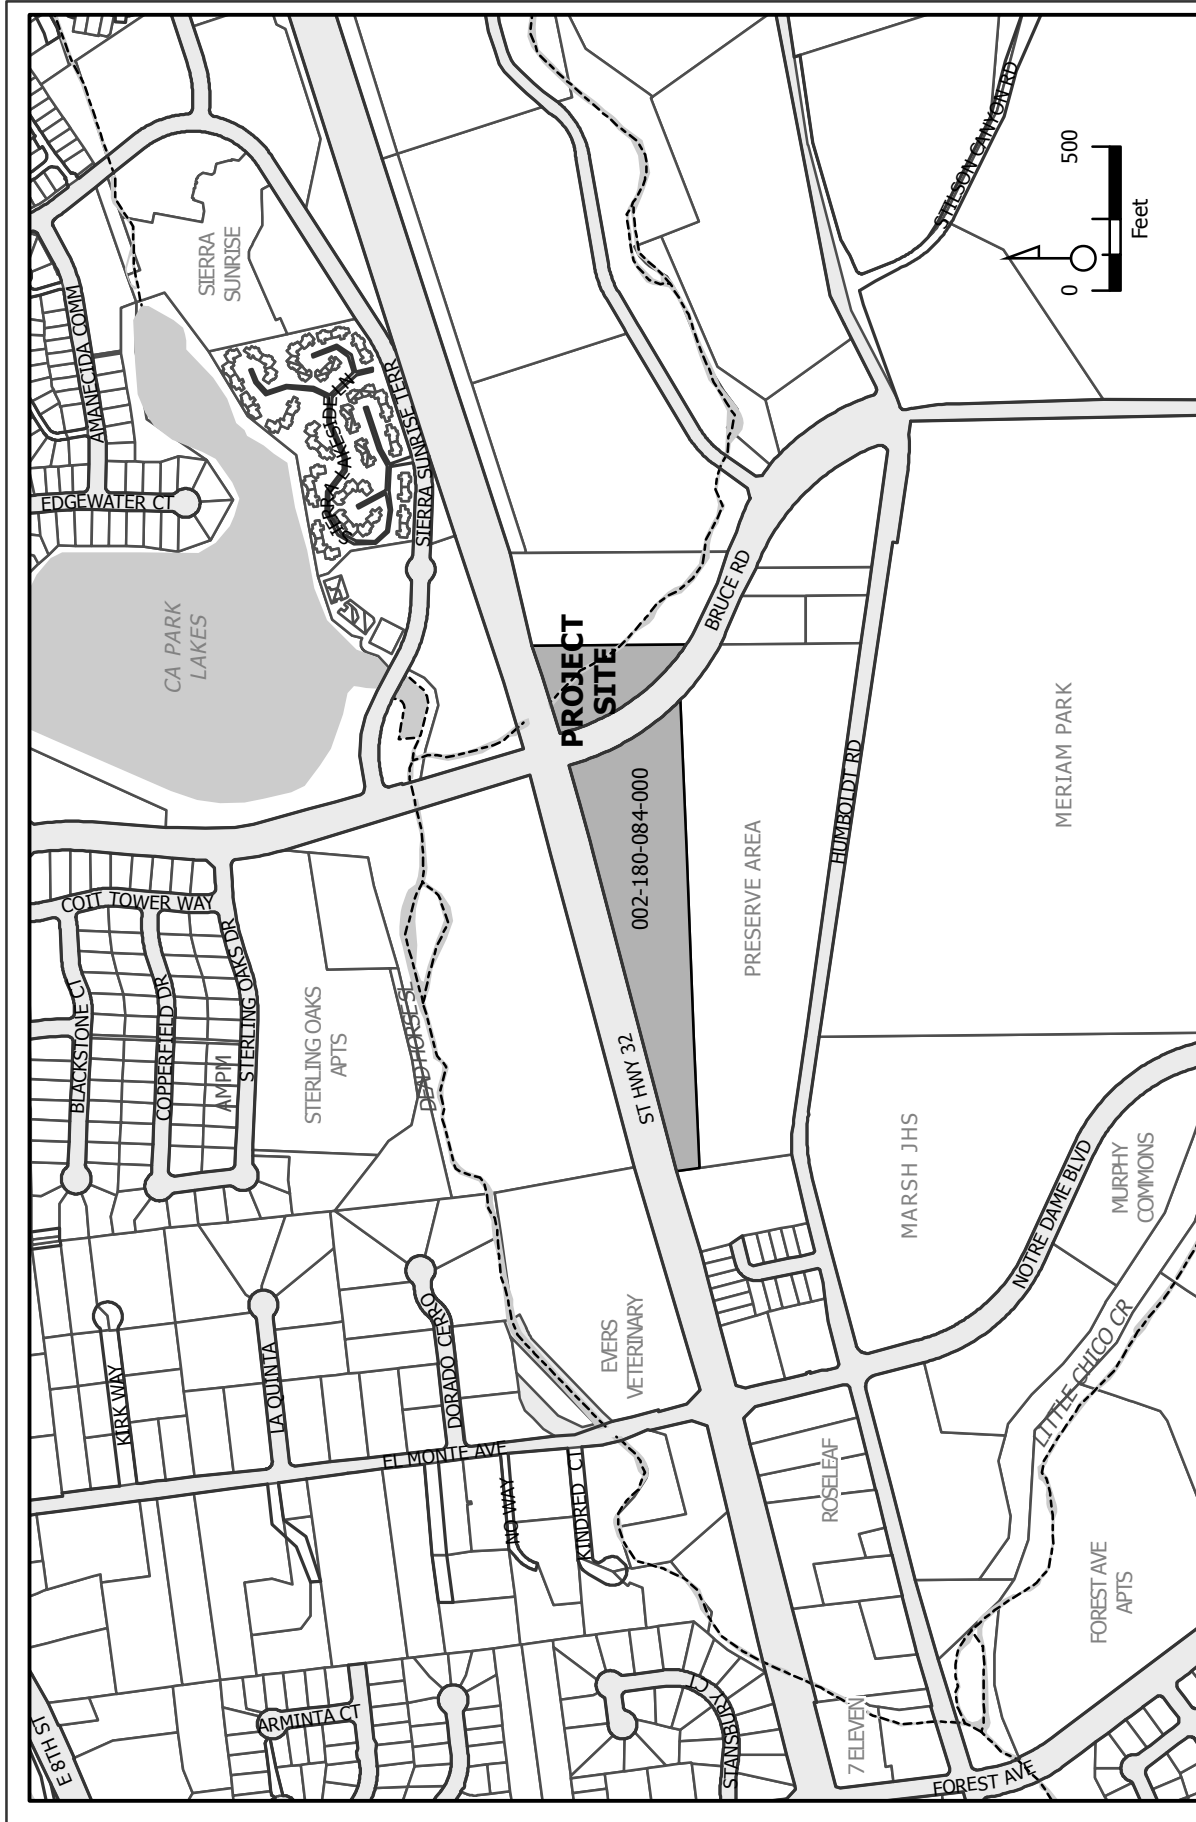 AMANECIDA COMM
SIERRA
SUNRISE
EDGEWATER CT
SIERRA LAKESIDE LN
SIERRA SUNRISE TERR
STILSON CANYON RD
0
500
Feet
CA PARK
LAKES
BRUCE RD
PROJECT
SITE
002-180-084-000
PRESERVE AREA
HUMBOLDT RD
MERIAM PARK
COIT TOWER WAY
BLACKSTONE CT
COPPERFIELD DR
AMPM
STERLING OAKS DR
STERLING OAKS
APTS
DEAD HORSE SL
ST HWY 32
MARSH JHS
NOTRE DAME BLVD
MURPHY
COMMONS
LITTLE CHICO CR
EVERS
VETERINARY
KIRK WAY
LA QUINTA
DORADO CERRO
EL MONTE AVE
NO WAY
KINDRED CT
ROSELEAF
FOREST AVE
APTS
E 8TH ST
ARMINTA CT
STANSBURY CT
7 ELEVEN
FOREST AVE